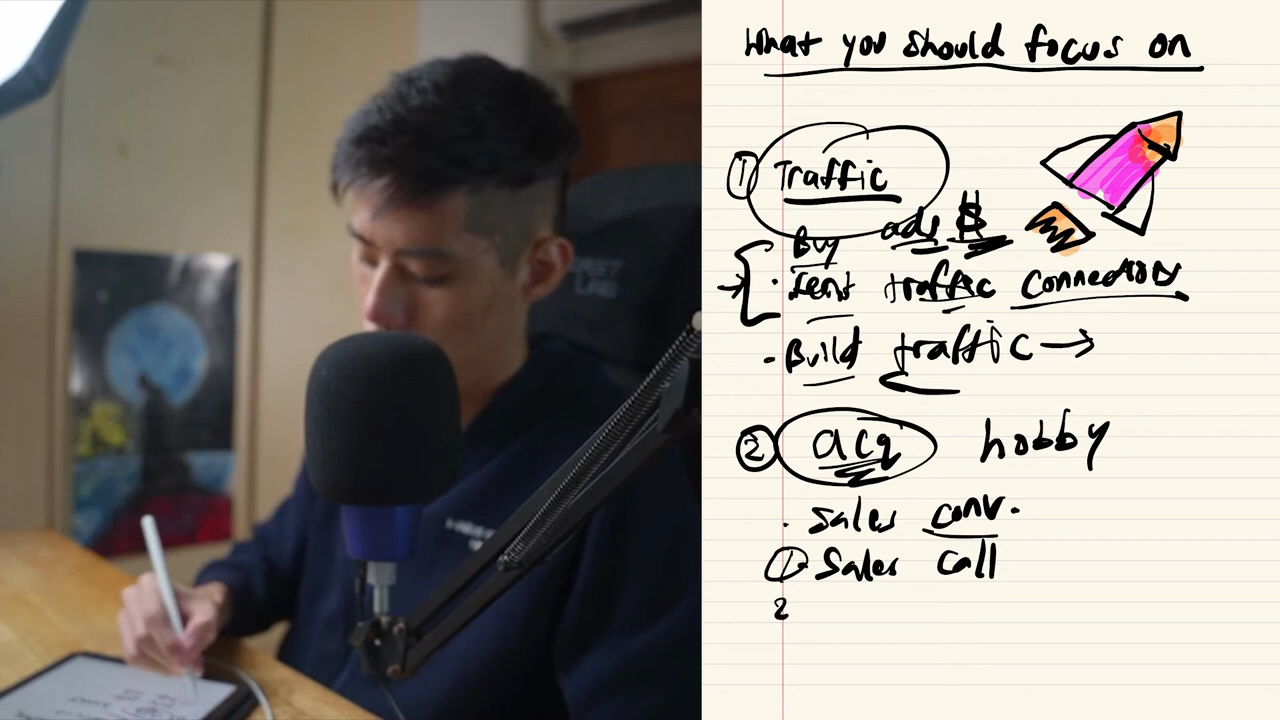 What you should focus on
① Traffic
Buy ads $
· Rent traffic connections
- Build traffic →
② acq hobby
· sales conv.
① Sales call
2